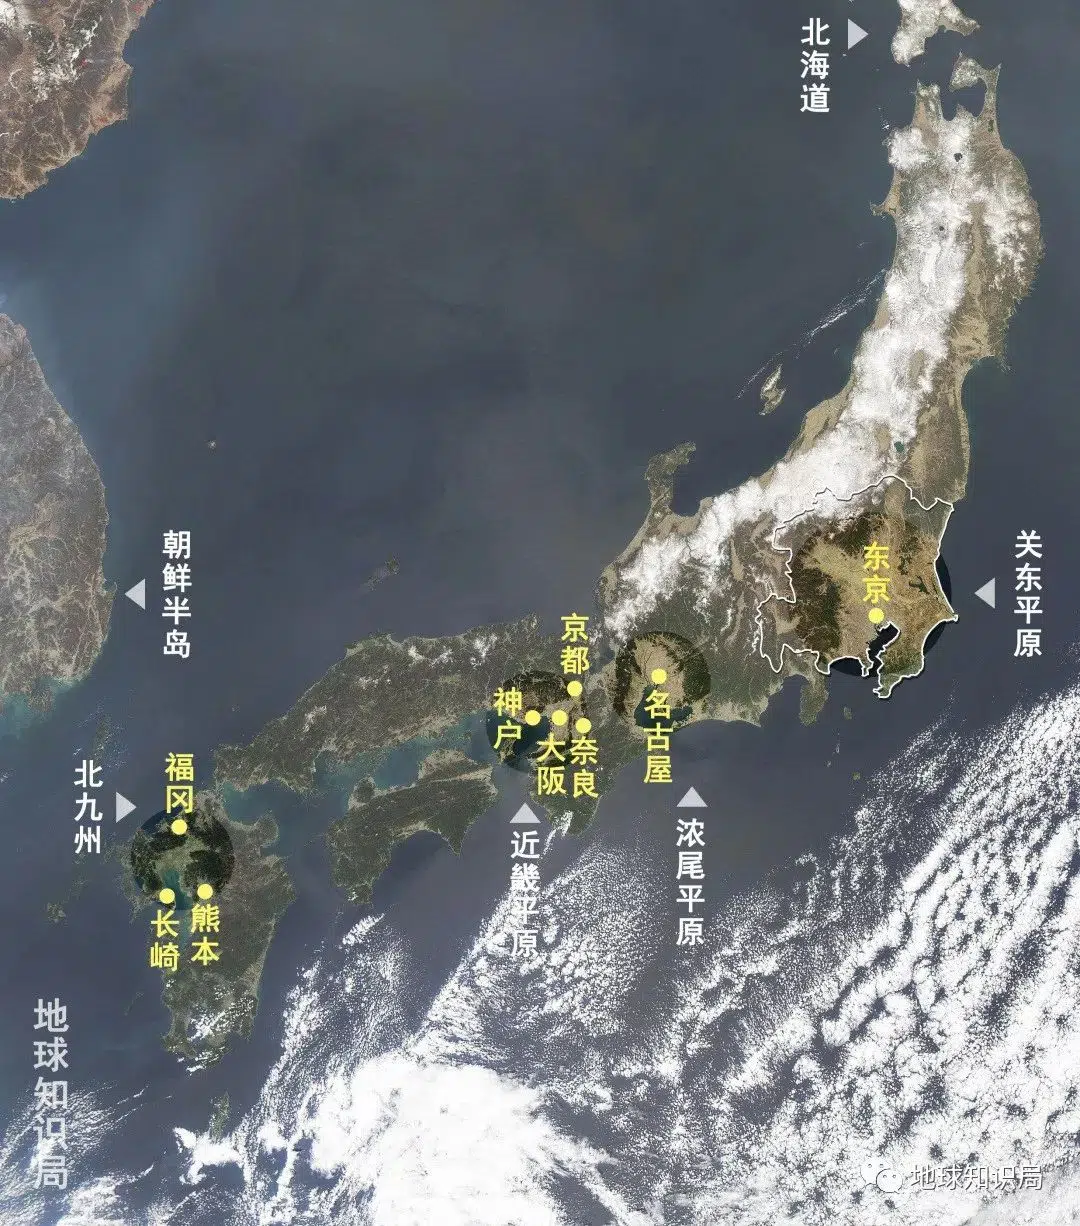 北海道
朝鲜半岛
关东平原
东京
京都
神户
大阪
奈良
名古屋
福冈
北九州
近畿平原
浓尾平原
长崎
熊本
地球知识局
地球知识局